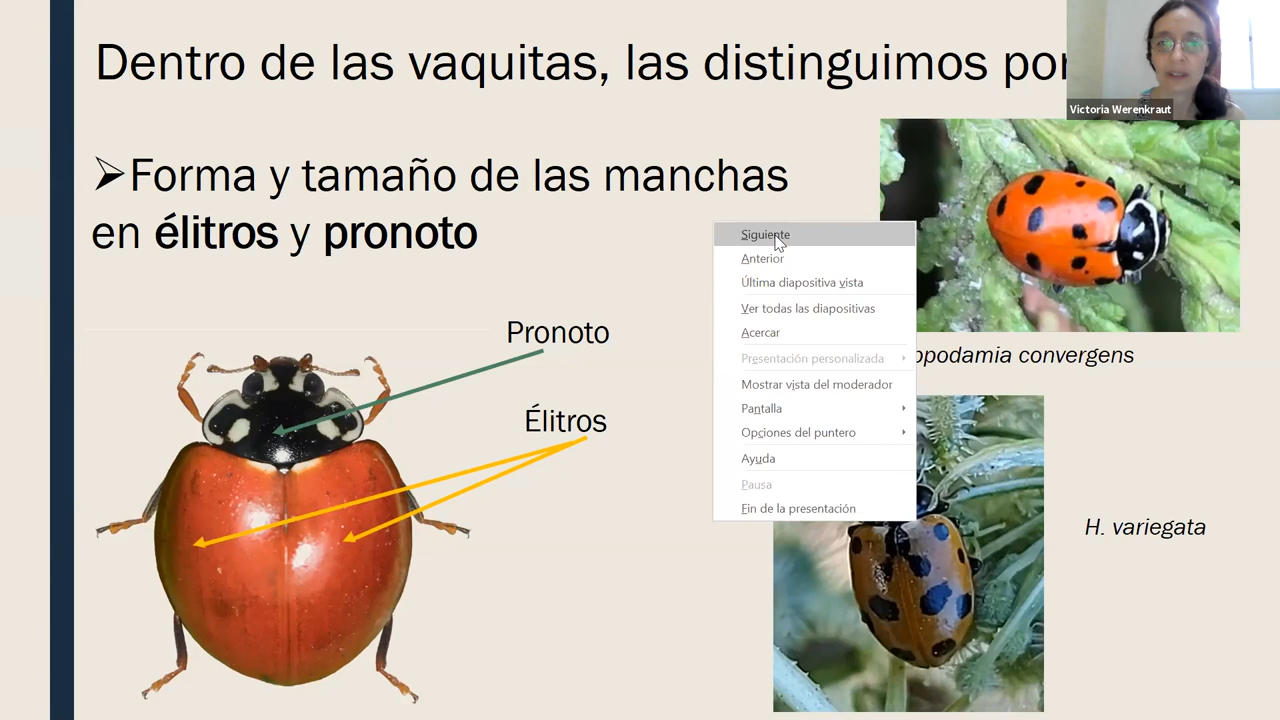 Dentro de las vaquitas, las distinguimos por
Victoria Werenkraut
➢Forma y tamaño de las manchas
en élitros y pronoto
Siguiente
Anterior
Última diapositiva vista
Ver todas las diapositivas
Acercar
Presentación personalizada
Mostrar vista del moderador
Pantalla
Opciones del puntero
Ayuda
Pausa
Fin de la presentación
Pronoto
Élitros
opodamia convergens
H. variegata